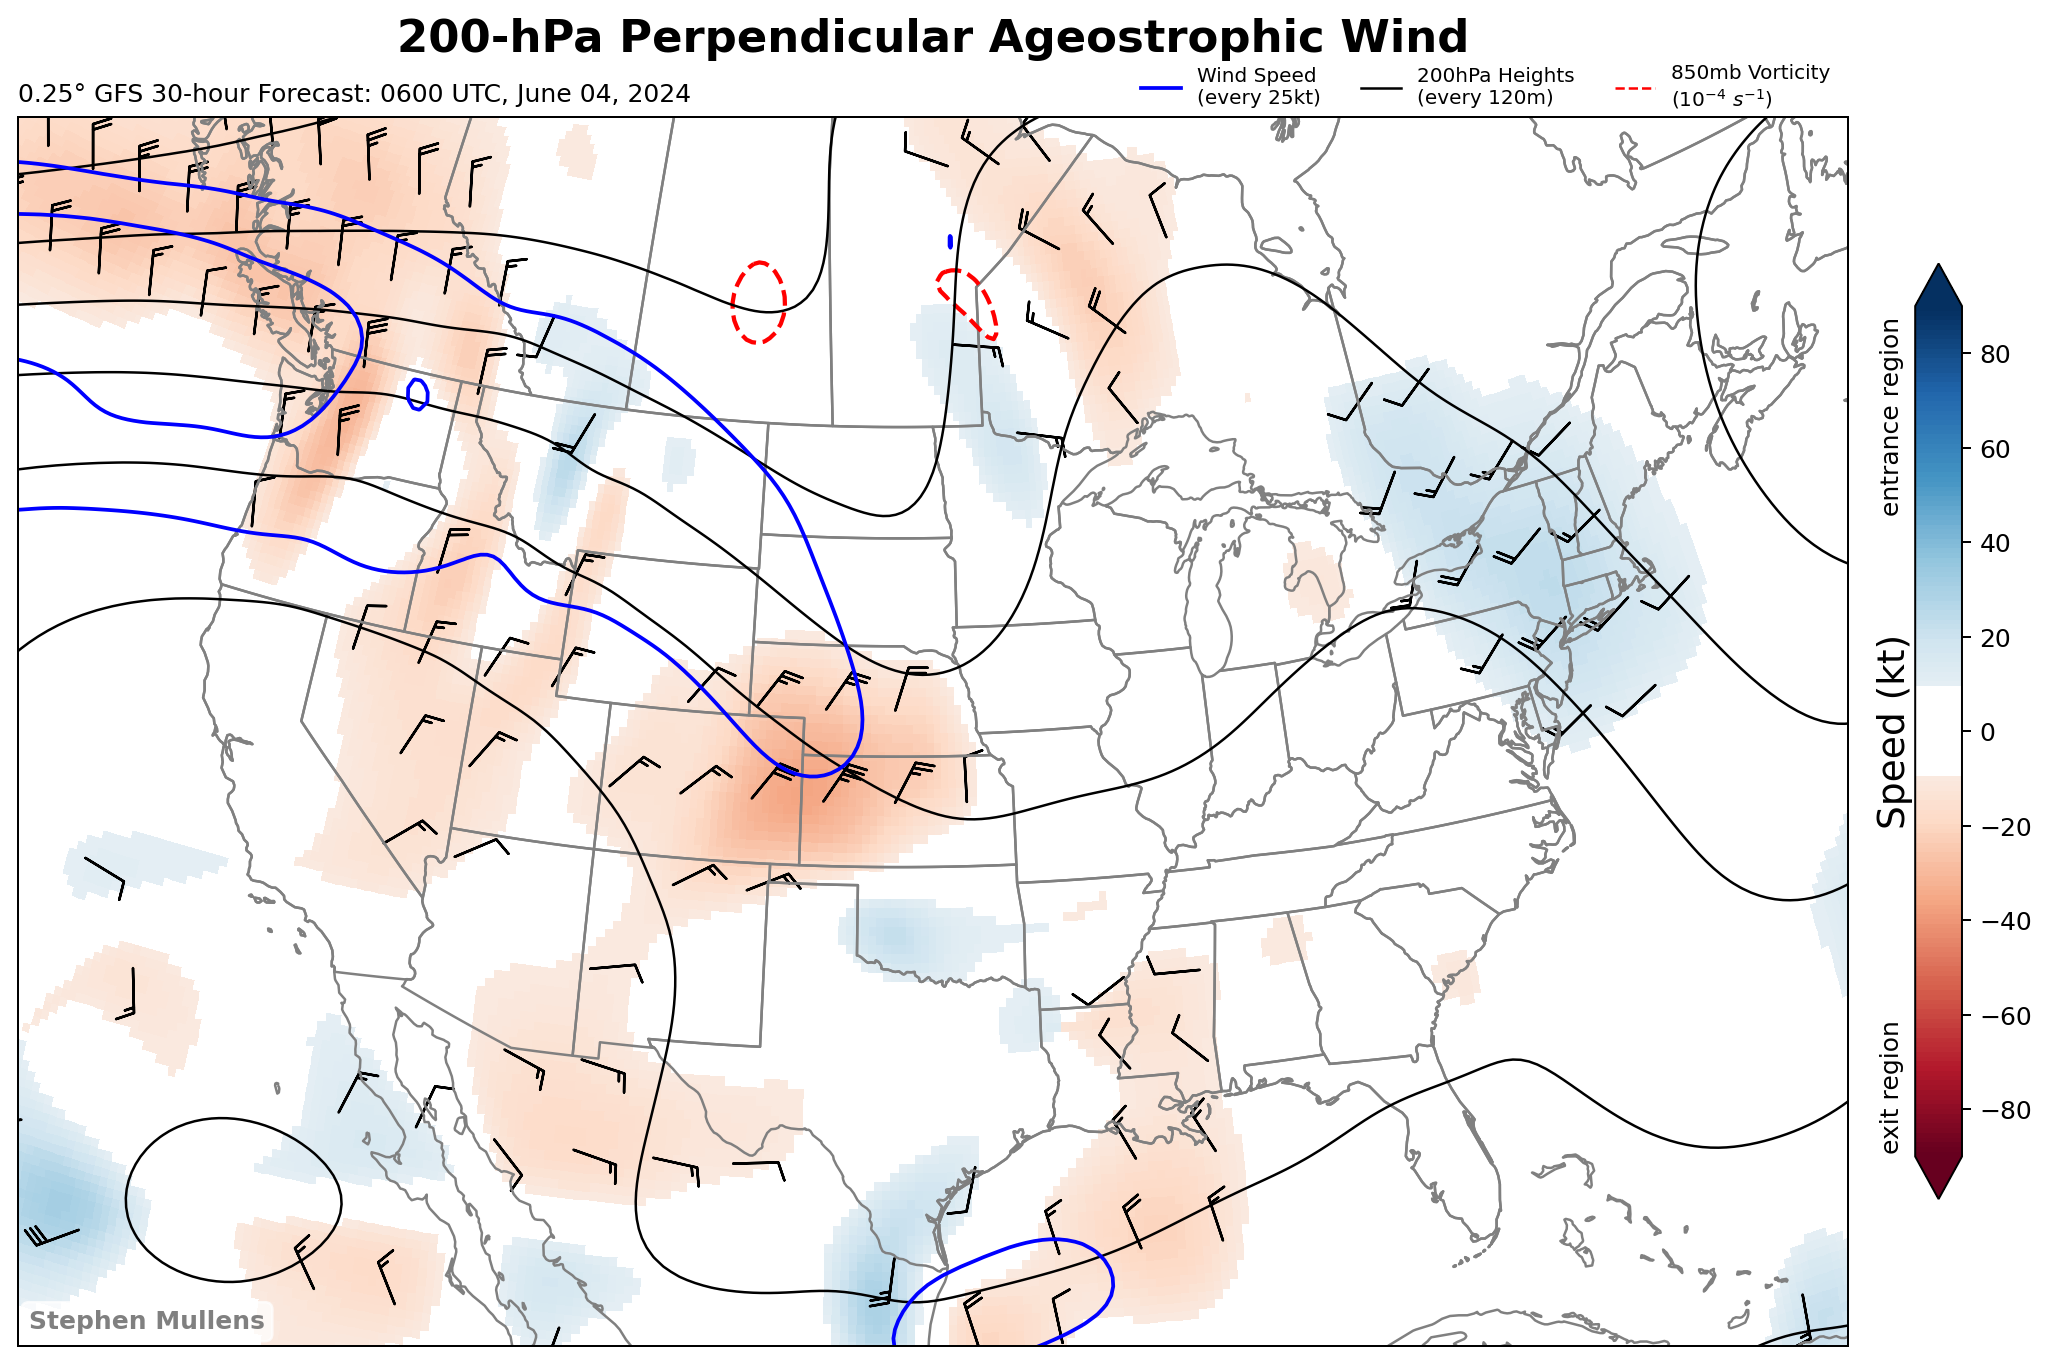 200-hPa Perpendicular Ageostrophic Wind
0.25° GFS 30-hour Forecast: 0600 UTC, June 04, 2024
Wind Speed
(every 25kt)
200hPa Heights
(every 120m)
850mb Vorticity
(10⁻⁴ s⁻¹)
entrance region
Speed (kt)
exit region
80
60
40
20
0
−20
−40
−60
−80
Stephen Mullens